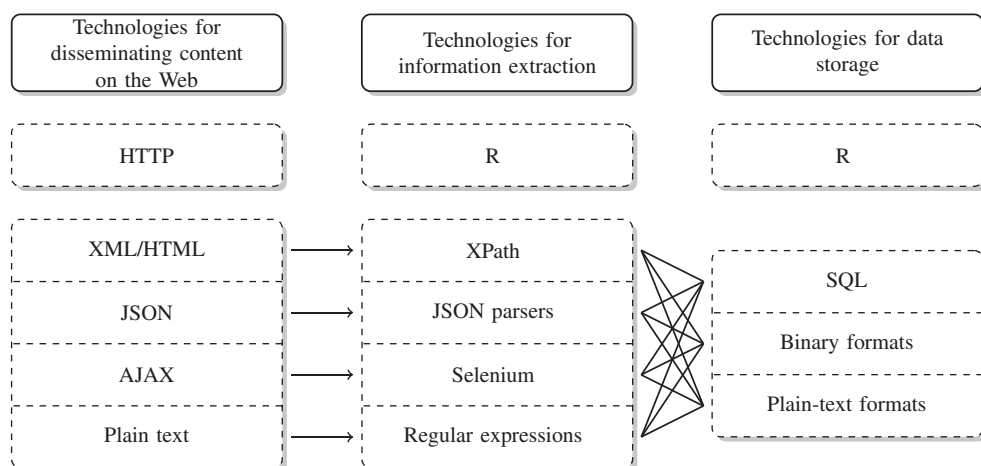 Technologies for
disseminating content
on the Web
Technologies for
information extraction
Technologies for data
storage
HTTP
R
R
XML/HTML
JSON
AJAX
Plain text
XPath
JSON parsers
Selenium
Regular expressions
SQL
Binary formats
Plain-text formats